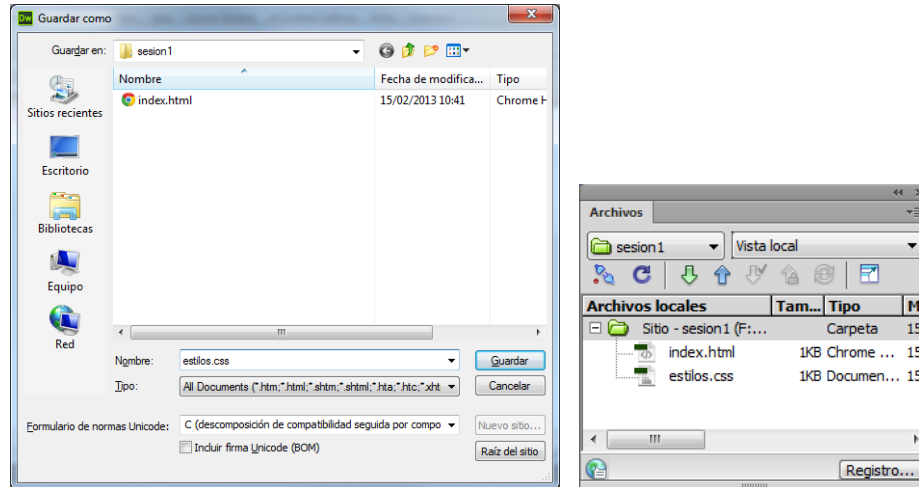 Dw Guardar como
Guardar en: sesion1
Nombre Fecha de modifica... Tipo
index.html 15/02/2013 10:41 Chrome H
Sitios recientes
Escritorio
Bibliotecas
Equipo
Red
Nombre: estilos.css Guardar
Tipo: All Documents (*.htm;*.html;*.shtm;*.shtml;*.hta;*.htc;*.xht Cancelar
Formulario de normas Unicode: C (descomposición de compatibilidad seguida por compo Nuevo sitio...
Incluir firma Unicode (BOM) Raíz del sitio
Archivos
sesion1 Vista local
Archivos locales Tam... Tipo M
Sitio - sesion1 (F:... Carpeta 15
index.html 1KB Chrome ... 15
estilos.css 1KB Documen... 15
Registro...